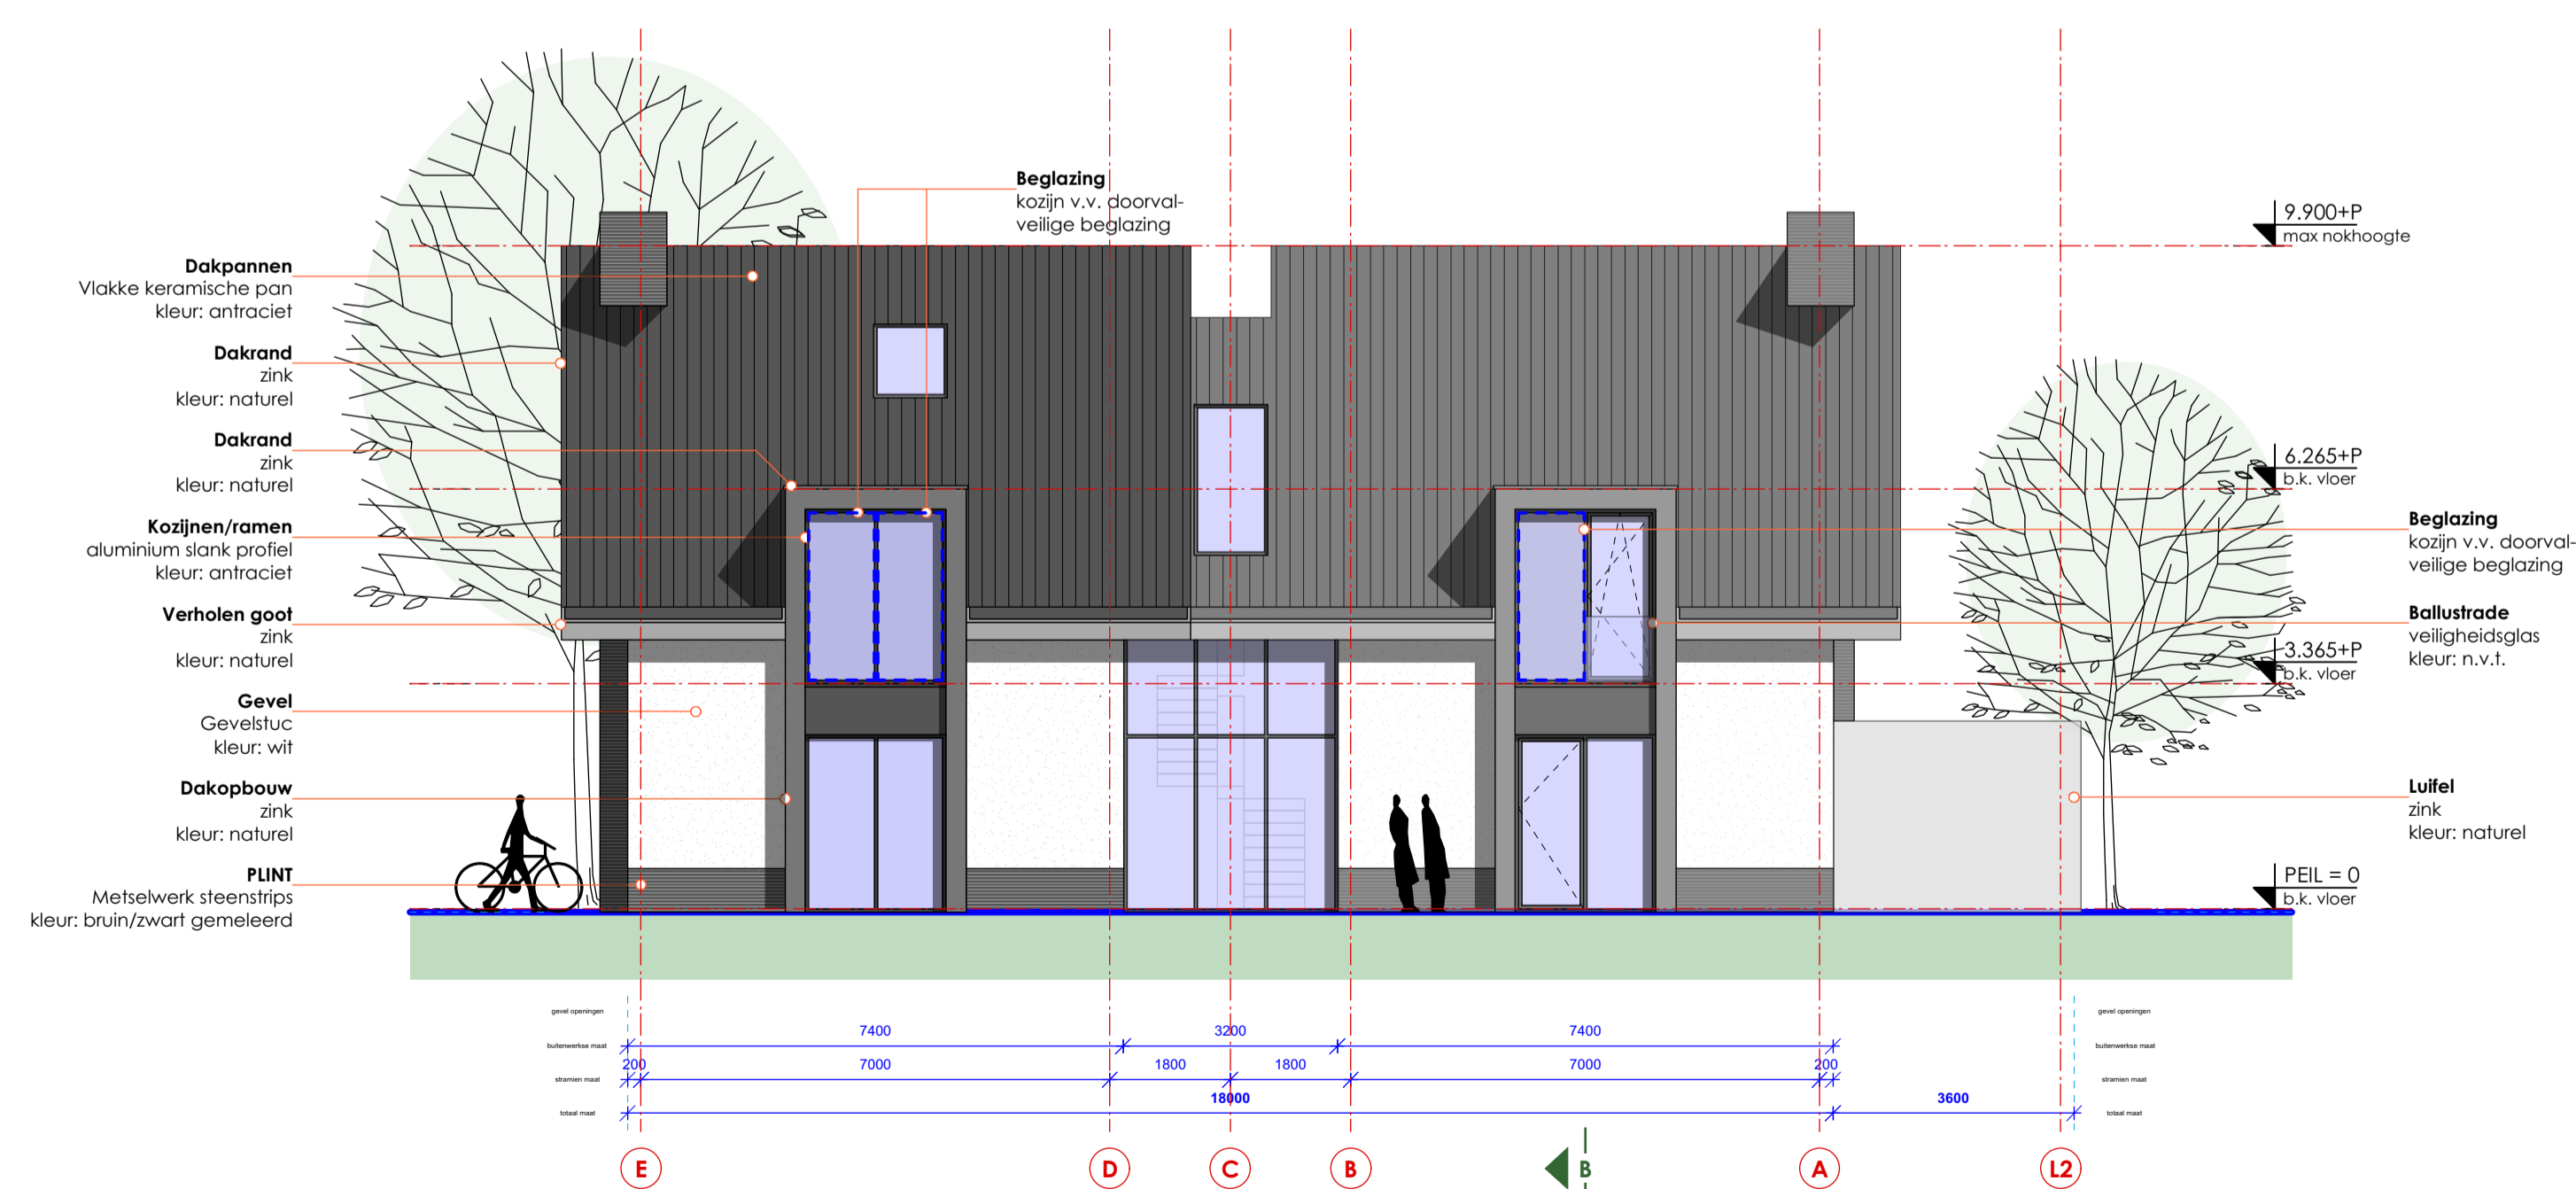 Beglazing
kozijn v.v. doorval-
veilige beglazing
Dakpannen
Vlakke keramische pan
kleur: antraciet
Dakrand
zink
kleur: naturel
Dakrand
zink
kleur: naturel
Kozijnen/ramen
aluminium slank profiel
kleur: antraciet
Verholen goot
zink
kleur: naturel
Gevel
Gevelstuc
kleur: wit
Dakopbouw
zink
kleur: naturel
PLINT
Metselwerk steenstrips
kleur: bruin/zwart gemeleerd
9.900+P
max nokhoogte
6.265+P
b.k. vloer
Beglazing
kozijn v.v. doorval-
veilige beglazing
Ballustrade
veiligheidsglas
kleur: n.v.t.
3.365+P
b.k. vloer
Luifel
zink
kleur: naturel
PEIL = 0
b.k. vloer
gevel openingen
gevel openingen
7400 3200 7400
buitenwerkse maat
buitenwerkse maat
200 7000 1800 1800 7000 200
stramien maat
stramien maat
18000 3600
totaal maat
totaal maat
E D C B B A L2